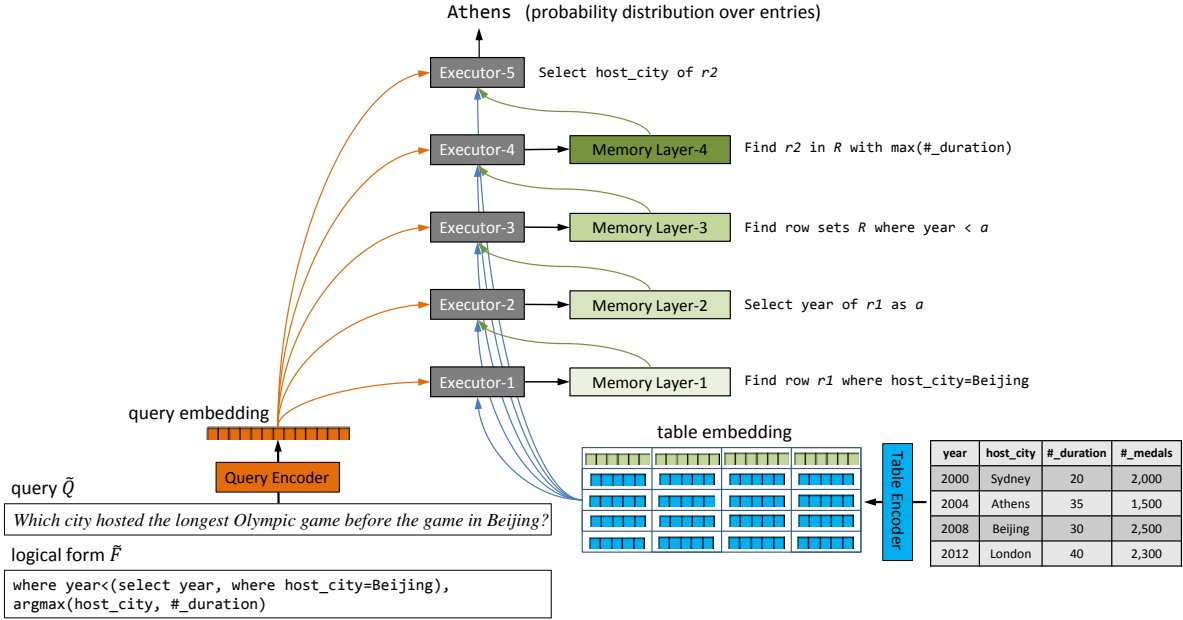 Athens (probability distribution over entries)
Executor-5 Select host_city of r2
Executor-4 Memory Layer-4 Find r2 in R with max(#_duration)
Executor-3 Memory Layer-3 Find row sets R where year < a
Executor-2 Memory Layer-2 Select year of r1 as a
Executor-1 Memory Layer-1 Find row r1 where host_city=Beijing
query embedding
Query Encoder
query Q̃
Which city hosted the longest Olympic game before the game in Beijing?
logical form F̃
where year<(select year, where host_city=Beijing),
argmax(host_city, #_duration)
table embedding
Table Encoder
year host_city #_duration #_medals
2000 Sydney 20 2,000
2004 Athens 35 1,500
2008 Beijing 30 2,500
2012 London 40 2,300